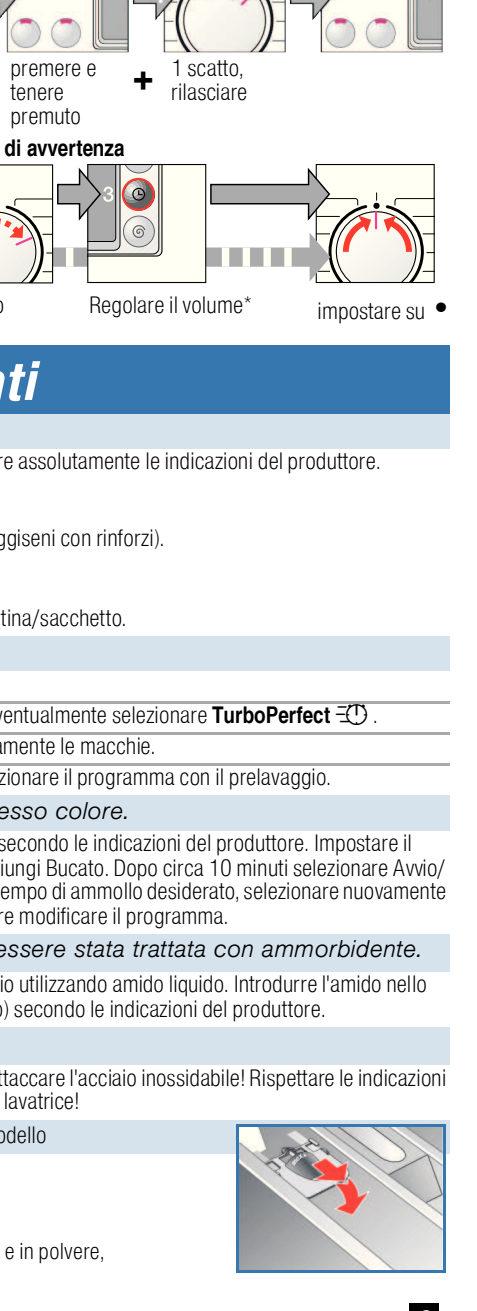 premere e
tenere
premuto
+
1 scatto,
rilasciare
di avvertenza
3
Regolare il volume*
impostare su •
re assolutamente le indicazioni del produttore.
ggiseni con rinforzi).
tina/sacchetto.
ventualmente selezionare TurboPerfect .
amente le macchie.
zionare il programma con il prelavaggio.
esso colore.
secondo le indicazioni del produttore. Impostare il
iungi Bucato. Dopo circa 10 minuti selezionare Avvio/
tempo di ammollo desiderato, selezionare nuovamente
re modificare il programma.
essere stata trattata con ammorbidente.
io utilizzando amido liquido. Introdurre l'amido nello
o) secondo le indicazioni del produttore.
ttaccare l'acciaio inossidabile! Rispettare le indicazioni
lavatrice!
odello
e in polvere,